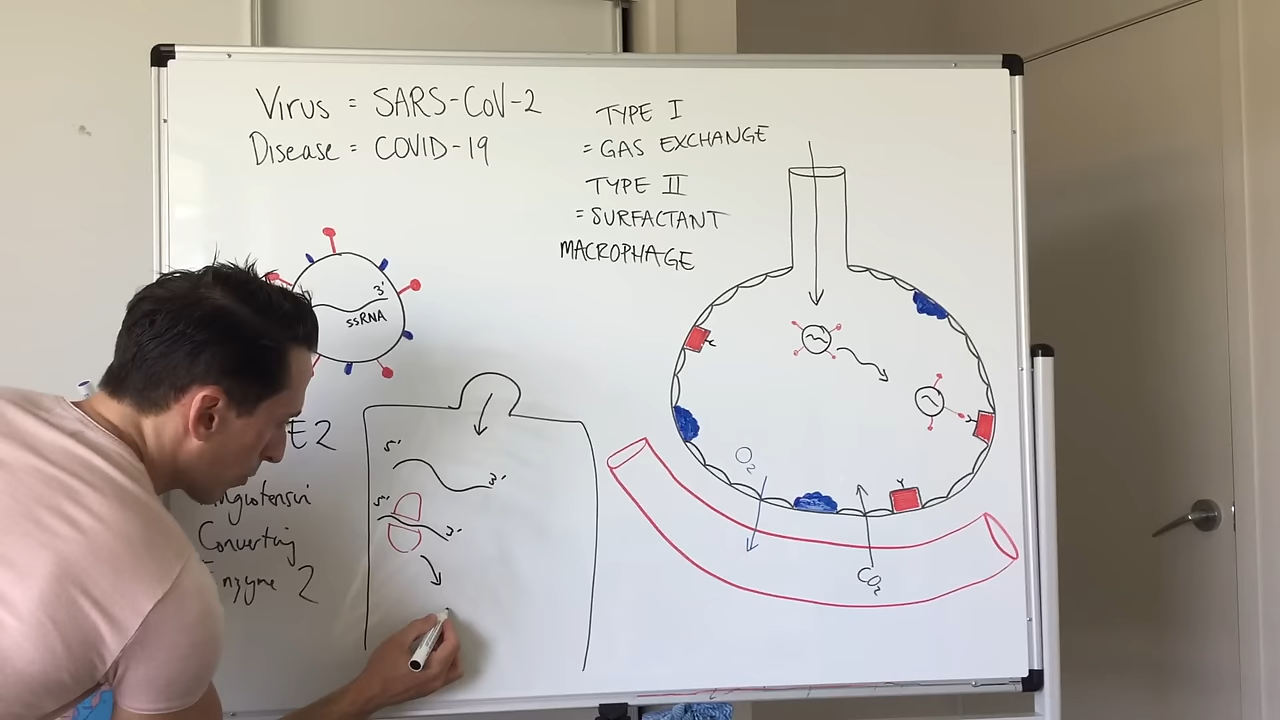 Virus = SARS-CoV-2
Disease = COVID-19
TYPE I
= GAS EXCHANGE
TYPE II
= SURFACTANT
MACROPHAGE
3'
ssRNA
E2
Converting
2
5'
3'
5'
3'
O2
CO2